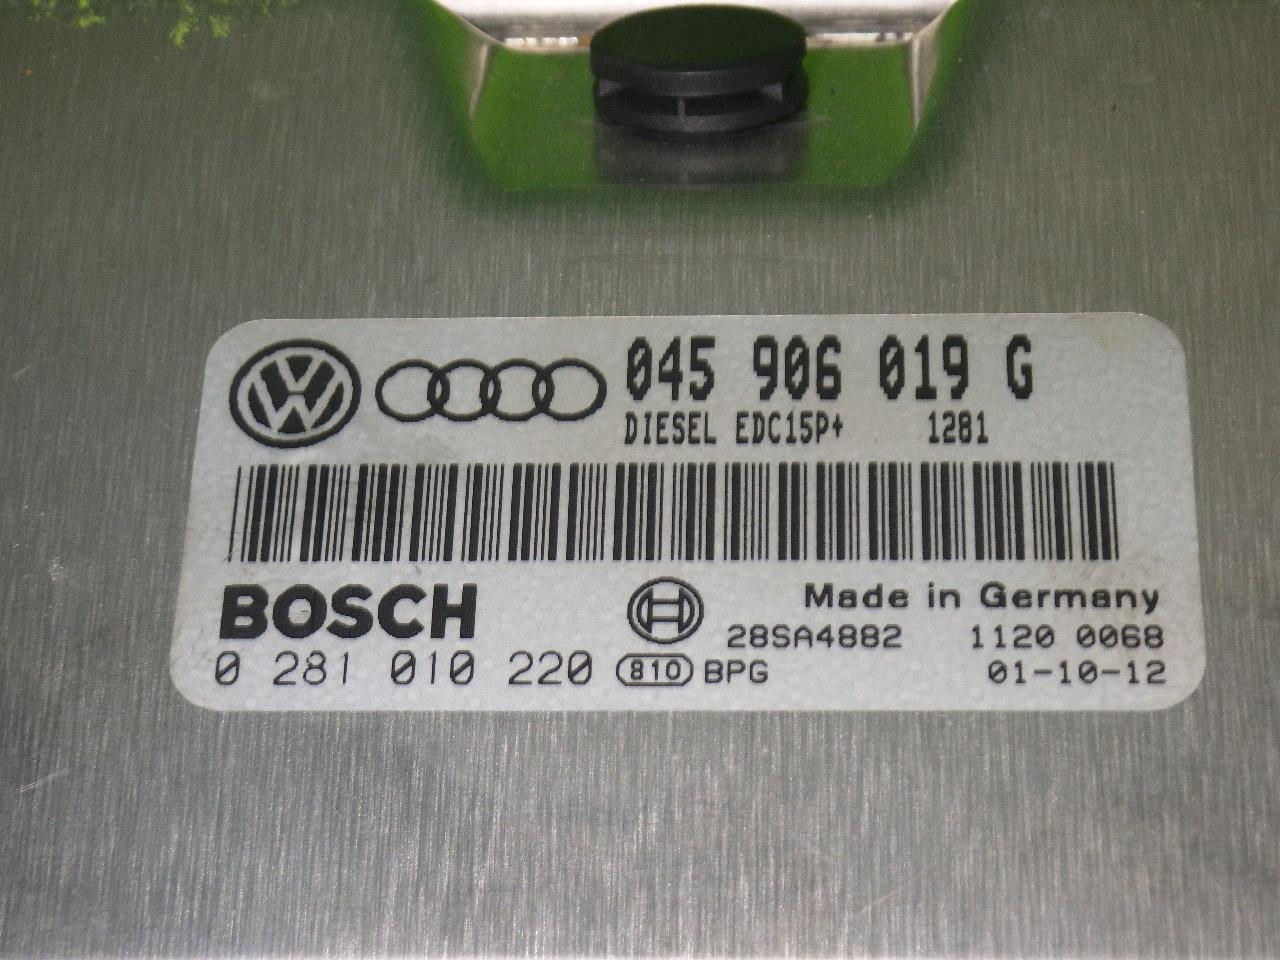 045 906 019 G
DIESEL EDC15P+ 1281
BOSCH
Made in Germany
28SA4882 1120 0068
0 281 010 220 810 BPG 01-10-12